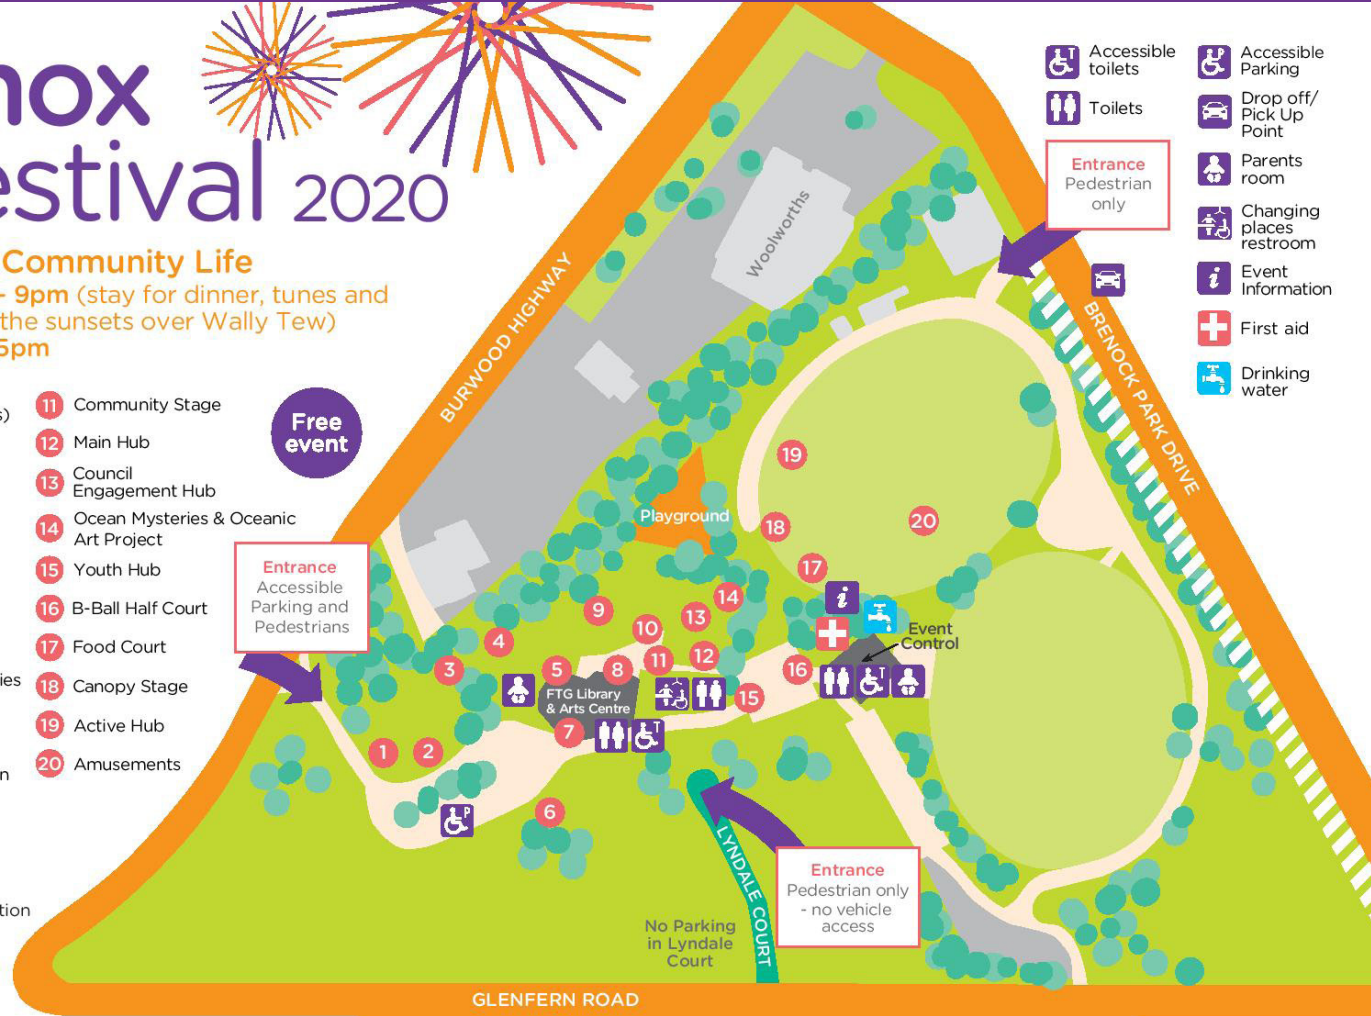 nox
estival 2020
Community Life
- 9pm (stay for dinner, tunes and
the sunsets over Wally Tew)
5pm
s)
ies
n
tion
11 Community Stage
12 Main Hub
13 Council
Engagement Hub
14 Ocean Mysteries & Oceanic
Art Project
15 Youth Hub
16 B-Ball Half Court
17 Food Court
18 Canopy Stage
19 Active Hub
20 Amusements
Free
event
Entrance
Accessible
Parking and
Pedestrians
BURWOOD HIGHWAY
Woolworths
Playground
BRENOCK PARK DRIVE
Entrance
Pedestrian
only
Accessible
toilets
Toilets
Accessible
Parking
Drop off/
Pick Up
Point
Parents
room
Changing
places
restroom
i
Event
Information
First aid
Drinking
water
19
20
18
17
14
i
9
13
10
Event
Control
4
12
11
3
5
8
16
FTG Library
& Arts Centre
15
7
1
2
P
6
LYNDALE COURT
Entrance
Pedestrian only
- no vehicle
access
No Parking
in Lyndale
Court
GLENFERN ROAD